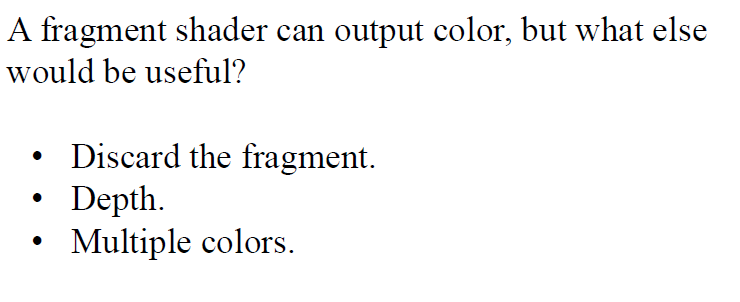 A fragment shader can output color, but what else
would be useful?
• Discard the fragment.
• Depth.
• Multiple colors.